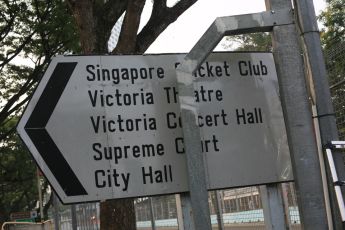 Singapore Cricket Club
Victoria Theatre
Victoria Concert Hall
Supreme Court
City Hall